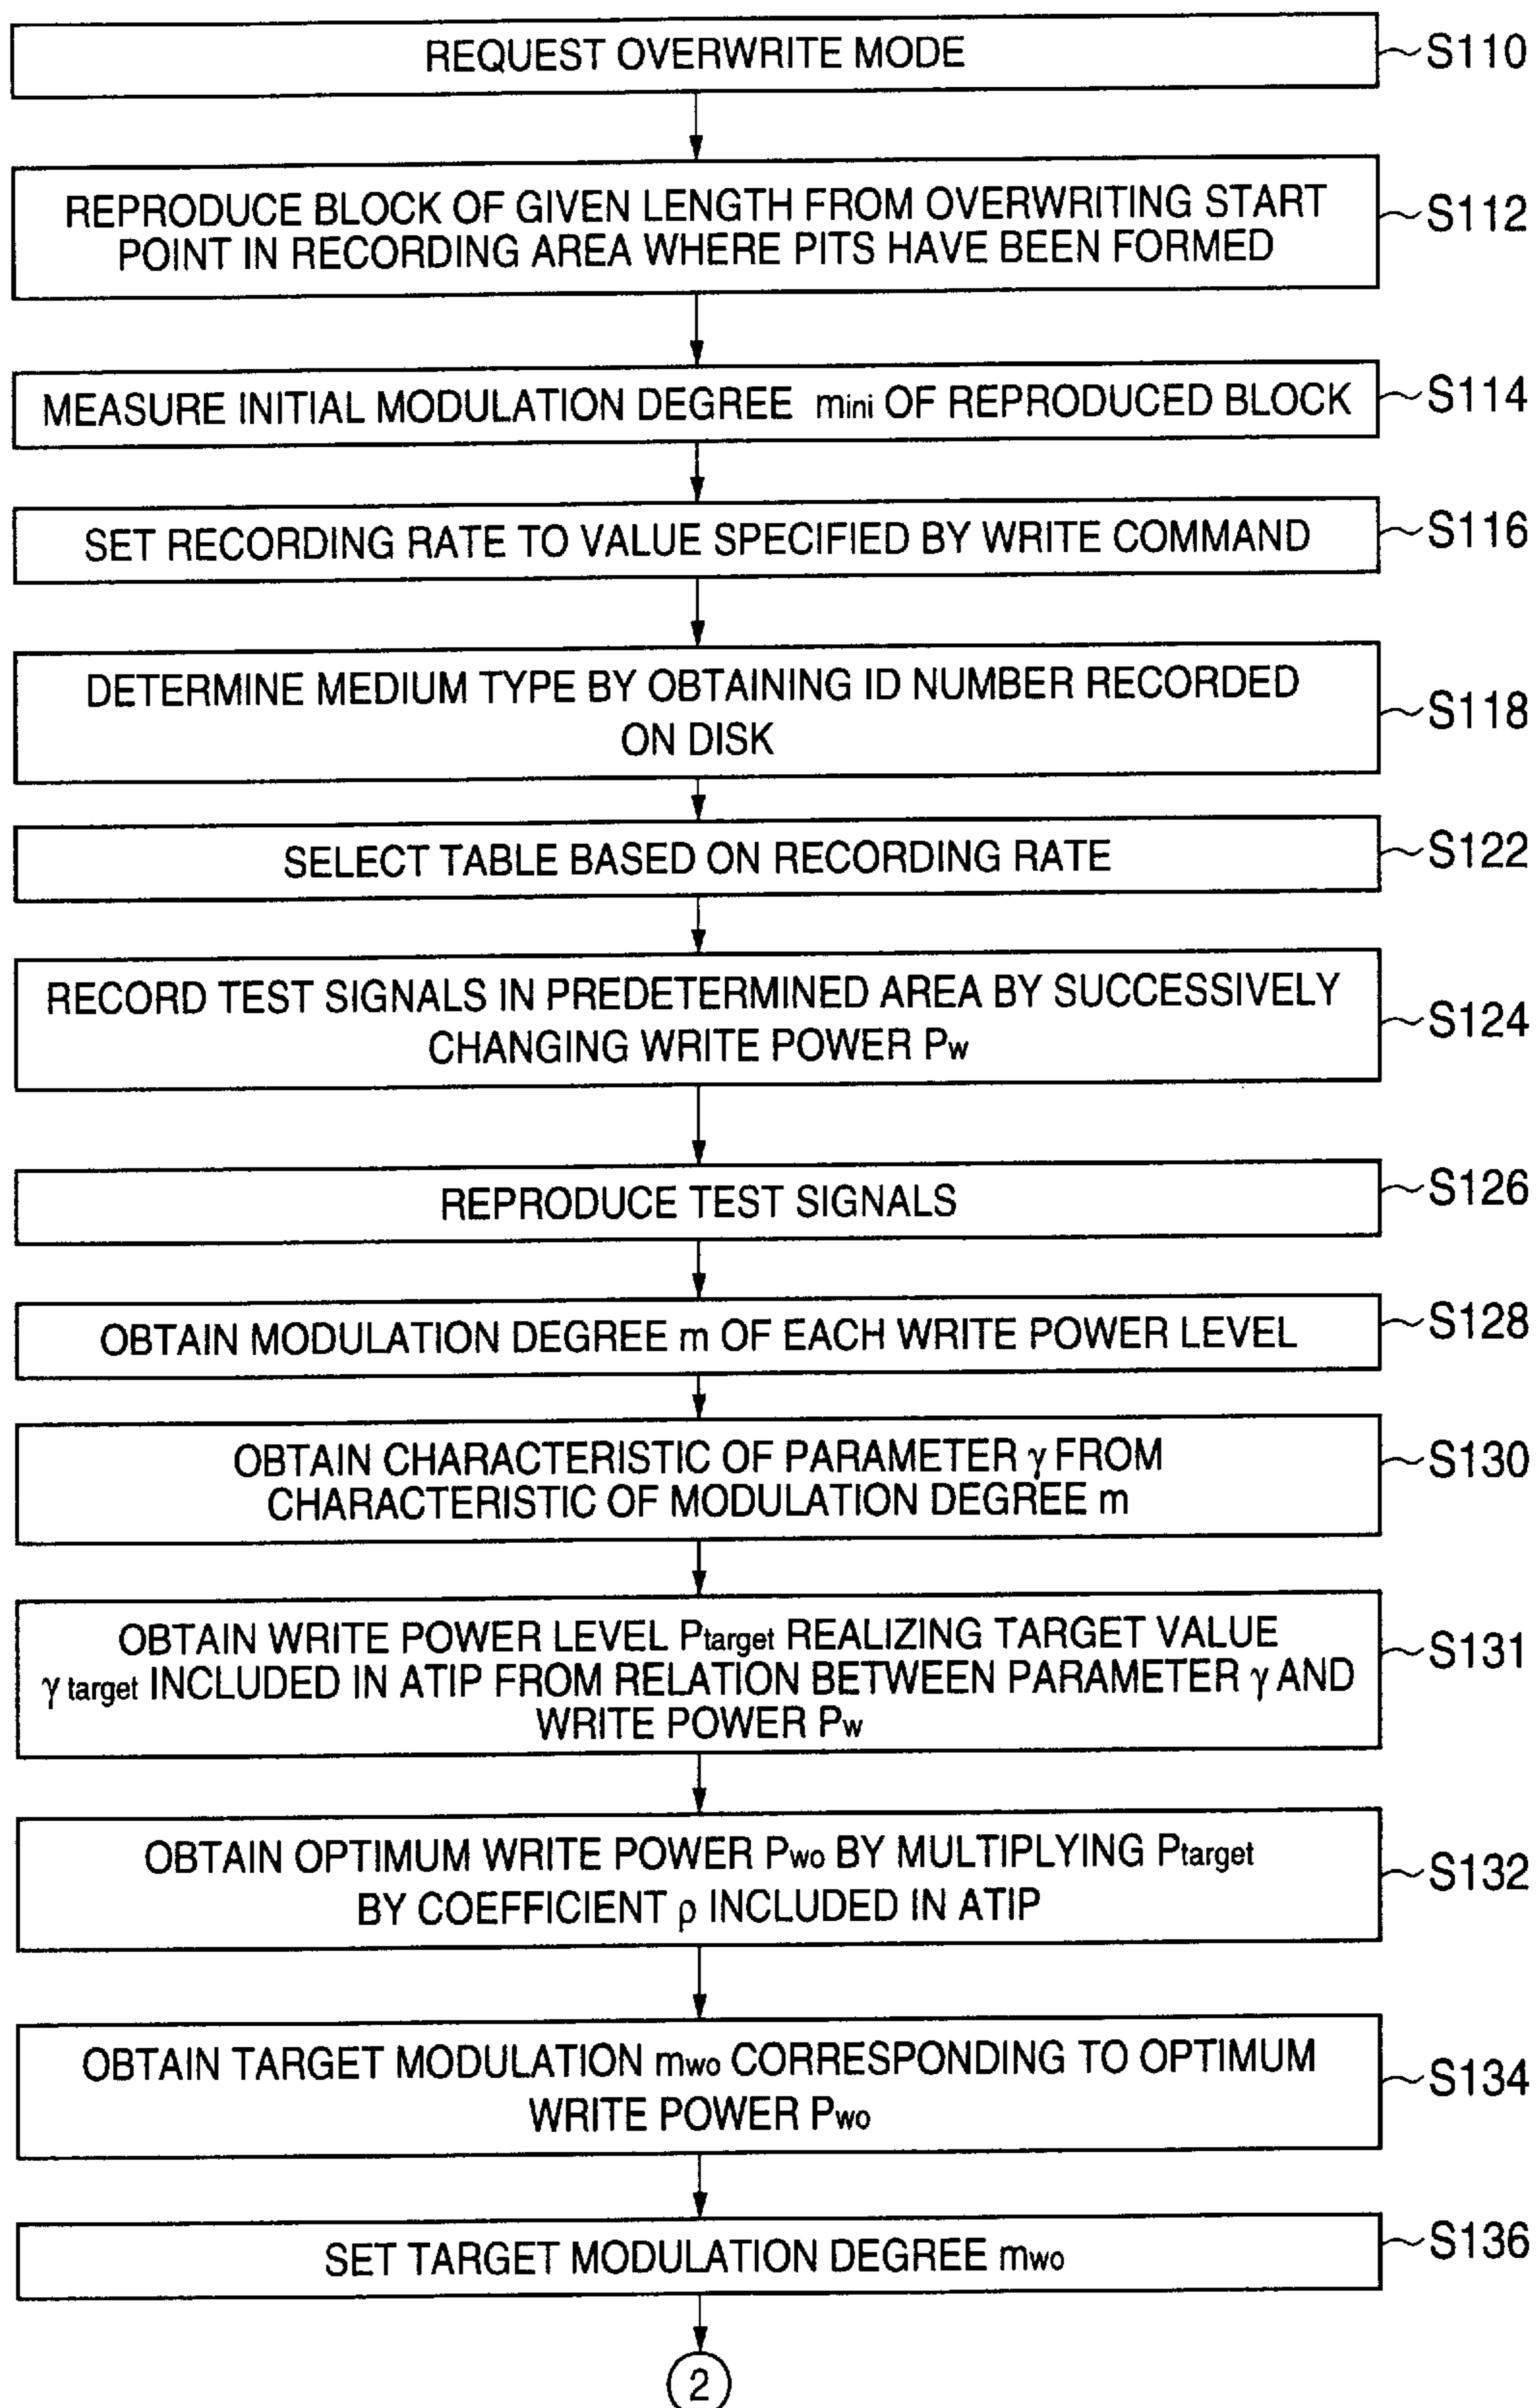 REQUEST OVERWRITE MODE
S110
REPRODUCE BLOCK OF GIVEN LENGTH FROM OVERWRITING START
POINT IN RECORDING AREA WHERE PITS HAVE BEEN FORMED
S112
MEASURE INITIAL MODULATION DEGREE mini OF REPRODUCED BLOCK
S114
SET RECORDING RATE TO VALUE SPECIFIED BY WRITE COMMAND
S116
DETERMINE MEDIUM TYPE BY OBTAINING ID NUMBER RECORDED
ON DISK
S118
SELECT TABLE BASED ON RECORDING RATE
S122
RECORD TEST SIGNALS IN PREDETERMINED AREA BY SUCCESSIVELY
CHANGING WRITE POWER Pw
S124
REPRODUCE TEST SIGNALS
S126
OBTAIN MODULATION DEGREE m OF EACH WRITE POWER LEVEL
S128
OBTAIN CHARACTERISTIC OF PARAMETER γ FROM
CHARACTERISTIC OF MODULATION DEGREE m
S130
OBTAIN WRITE POWER LEVEL Ptarget REALIZING TARGET VALUE
γ target INCLUDED IN ATIP FROM RELATION BETWEEN PARAMETER γ AND
WRITE POWER Pw
S131
OBTAIN OPTIMUM WRITE POWER Pwo BY MULTIPLYING Ptarget
BY COEFFICIENT ρ INCLUDED IN ATIP
S132
OBTAIN TARGET MODULATION mwo CORRESPONDING TO OPTIMUM
WRITE POWER Pwo
S134
SET TARGET MODULATION DEGREE mwo
S136
2